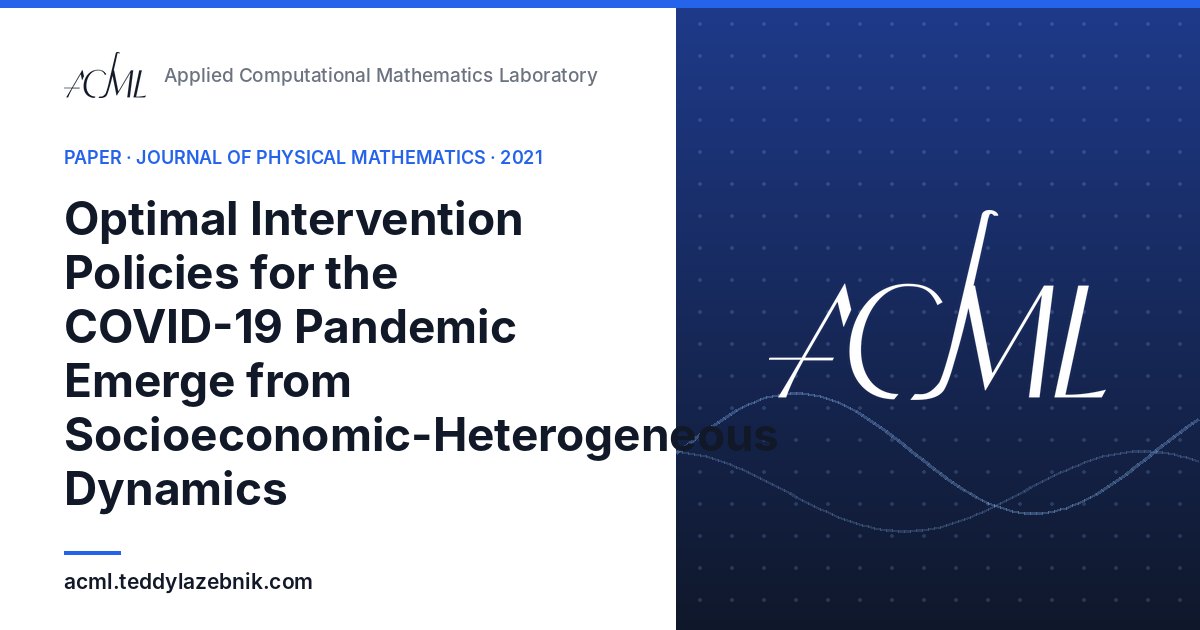 ACML Applied Computational Mathematics Laboratory
PAPER · JOURNAL OF PHYSICAL MATHEMATICS · 2021
Optimal Intervention
Policies for the
COVID-19 Pandemic
Emerge from
Socioeconomic-Heterogeneous
Dynamics
acml.teddylazebnik.com
ACML